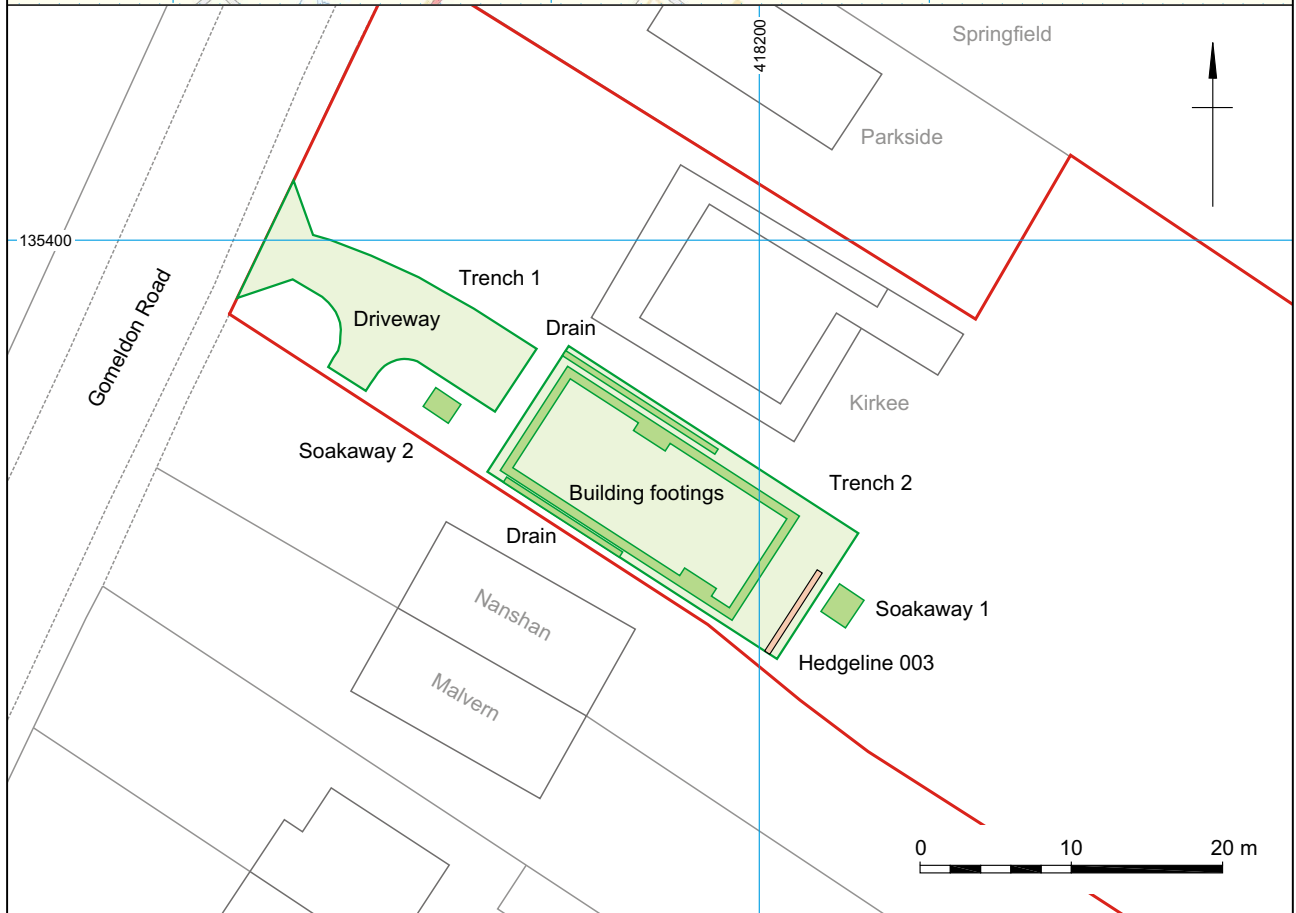 Springfield
418200
Parkside
135400
Gomeldon Road
Trench 1
Driveway
Drain
Kirkee
Soakaway 2
Trench 2
Building footings
Drain
Nanshan
Soakaway 1
Hedgeline 003
Malvern
0 10 20 m